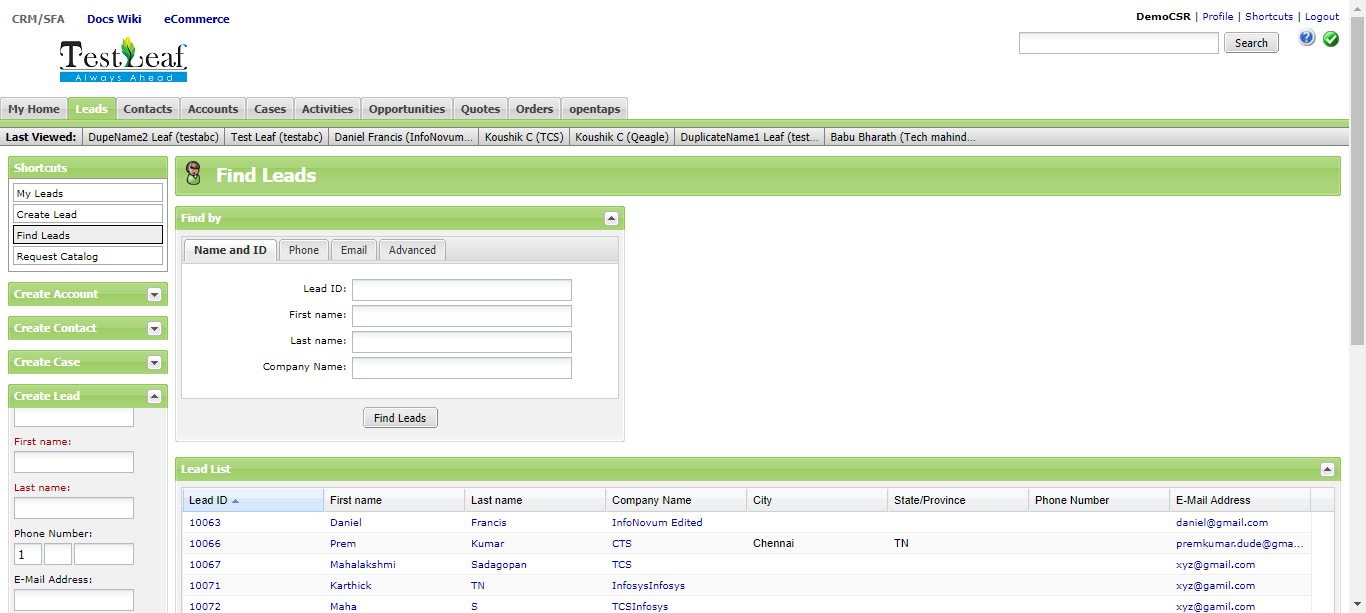 CRM/SFA Docs Wiki eCommerce
DemoCSR | Profile | Shortcuts | Logout
TestLeaf
Always Ahead
Search
My Home Leads Contacts Accounts Cases Activities Opportunities Quotes Orders opentaps
Last Viewed: DupeName2 Leaf (testabc) Test Leaf (testabc) Daniel Francis (InfoNovum... Koushik C (TCS) Koushik C (Qeagle) DuplicateName1 Leaf (test... Babu Bharath (Tech mahind...
Shortcuts
My Leads
Create Lead
Find Leads
Request Catalog
Create Account
Create Contact
Create Case
Create Lead
First name:
Last name:
Phone Number:
1
E-Mail Address:
Find Leads
Find by
Name and ID Phone Email Advanced
Lead ID:
First name:
Last name:
Company Name:
Find Leads
Lead List
Lead ID First name Last name Company Name City State/Province Phone Number E-Mail Address
10063 Daniel Francis InfoNovum Edited daniel@gmail.com
10066 Prem Kumar CTS Chennai TN premkumar.dude@gma...
10067 Mahalakshmi Sadagopan TCS xyz@gmail.com
10071 Karthick TN InfosysInfosys xyz@gamil.com
10072 Maha S TCSInfosys xyz@gamil.com